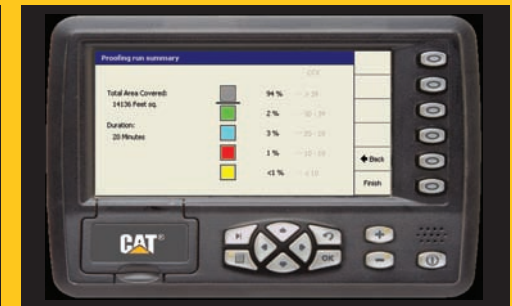 Proofing run summary
Total Area Covered:
14136 Feet sq.
Duration:
20 Minutes
94 %
2 %
3 %
1 %
<1 %
Back
Finish
CAT®
OK